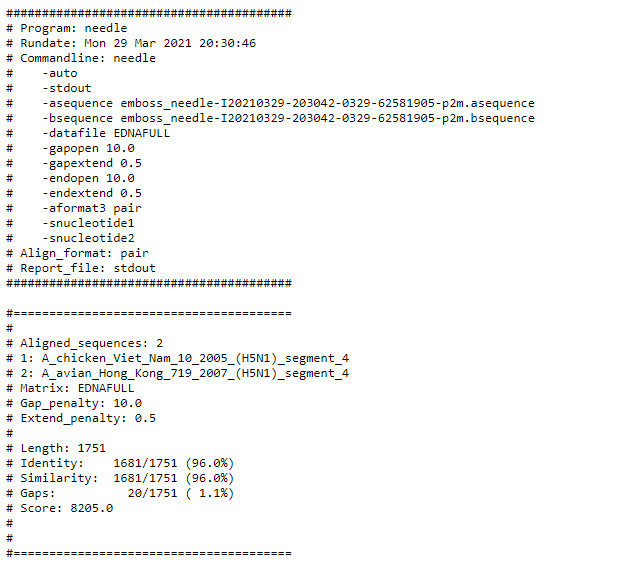 ########################################
# Program: needle
# Rundate: Mon 29 Mar 2021 20:30:46
# Commandline: needle
#    -auto
#    -stdout
#    -asequence emboss_needle-I20210329-203042-0329-62581905-p2m.asequence
#    -bsequence emboss_needle-I20210329-203042-0329-62581905-p2m.bsequence
#    -datafile EDNAFULL
#    -gapopen 10.0
#    -gapextend 0.5
#    -endopen 10.0
#    -endextend 0.5
#    -aformat3 pair
#    -snucleotide1
#    -snucleotide2
# Align_format: pair
# Report_file: stdout
########################################
#=======================================
#
# Aligned_sequences: 2
# 1: A_chicken_Viet_Nam_10_2005_(H5N1)_segment_4
# 2: A_avian_Hong_Kong_719_2007_(H5N1)_segment_4
# Matrix: EDNAFULL
# Gap_penalty: 10.0
# Extend_penalty: 0.5
#
# Length: 1751
# Identity:    1681/1751 (96.0%)
# Similarity:  1681/1751 (96.0%)
# Gaps:          20/1751 ( 1.1%)
# Score: 8205.0
#
#
#=======================================